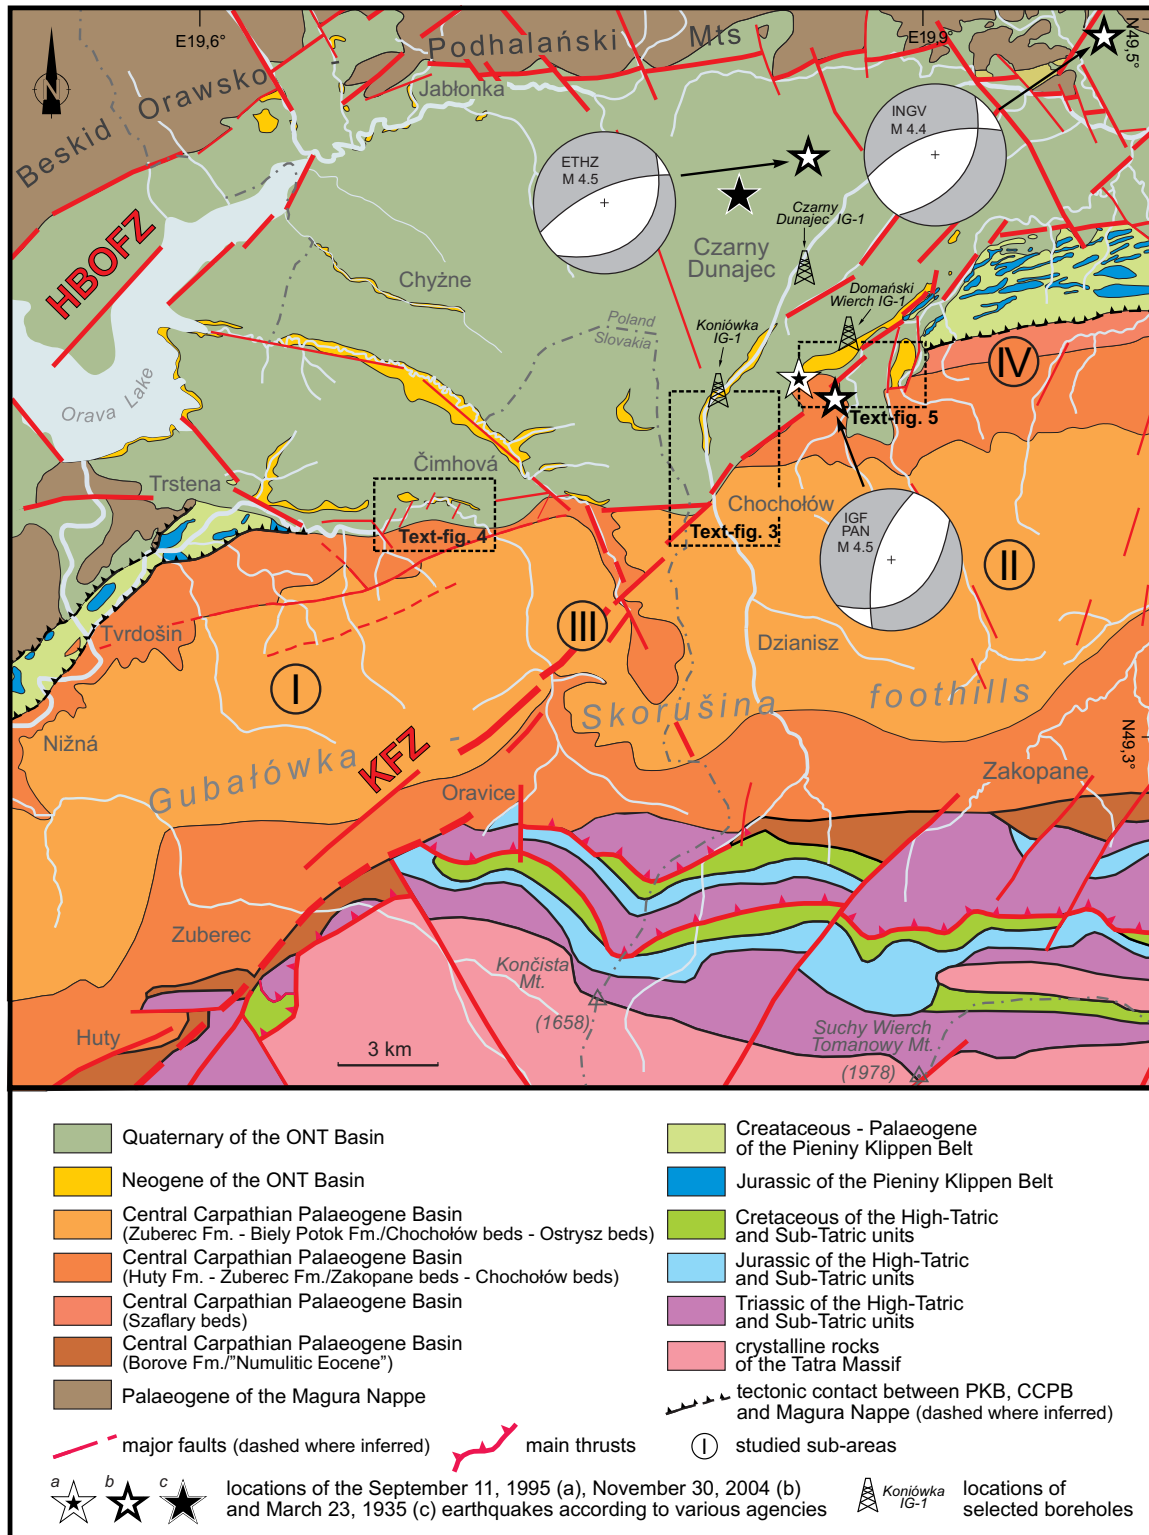 E19,6°
E19,9°
N49,5°
Podhalański Mts
Beskid Orawsko
Jabłonka
N
INGV
M 4.4
ETHZ
M 4.5
Czarny
Dunajec IG-1
Czarny
Dunajec
HBOFZ
Chyżne
Domański
Wierch IG-1
Poland
Slovakia
Koniówka
IG-1
IV
Orava Lake
Text-fig. 5
Čimhová
Trstena
Chochołów
Text-fig. 4
Text-fig. 3
IGF
PAN
M 4.5
II
III
Tvrdošin
Dzianisz
I
Skorušina foothills
Nižná
N49,3°
KFZ
Gubałówka -
Zakopane
Oravice
Zuberec
Končista
Mt.
(1658)
Huty
Suchy Wierch
Tomanowy Mt.
(1978)
3 km
Quaternary of the ONT Basin
Neogene of the ONT Basin
Central Carpathian Palaeogene Basin
(Zuberec Fm. - Biely Potok Fm./Chochołów beds - Ostrysz beds)
Central Carpathian Palaeogene Basin
(Huty Fm. - Zuberec Fm./Zakopane beds - Chochołów beds)
Central Carpathian Palaeogene Basin
(Szaflary beds)
Central Carpathian Palaeogene Basin
(Borove Fm./"Numulitic Eocene")
Palaeogene of the Magura Nappe
Creataceous - Palaeogene
of the Pieniny Klippen Belt
Jurassic of the Pieniny Klippen Belt
Cretaceous of the High-Tatric
and Sub-Tatric units
Jurassic of the High-Tatric
and Sub-Tatric units
Triassic of the High-Tatric
and Sub-Tatric units
crystalline rocks
of the Tatra Massif
tectonic contact between PKB, CCPB
and Magura Nappe (dashed where inferred)
major faults (dashed where inferred)
main thrusts
I studied sub-areas
a b c
locations of the September 11, 1995 (a), November 30, 2004 (b)
and March 23, 1935 (c) earthquakes according to various agencies
Koniówka
IG-1
locations of
selected boreholes